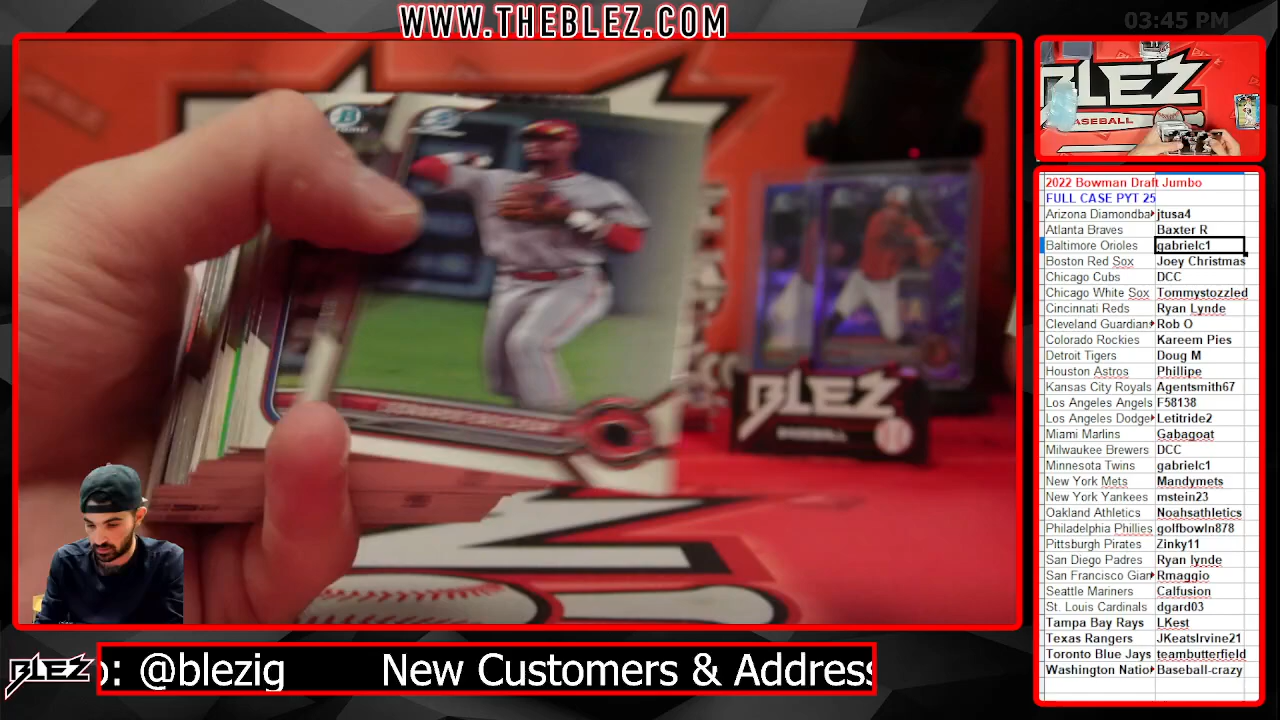 WWW.THEBLEZ.COM
03:45 PM
BLEZ
BASEBALL
BLEZ
BASEBALL
2022 Bowman Draft Jumbo
FULL CASE PYT 25
Arizona Diamondba jtusa4
Atlanta Braves Baxter R
Baltimore Orioles gabrielc1
Boston Red Sox Joey Christmas
Chicago Cubs DCC
Chicago White Sox Tommystozzled
Cincinnati Reds Ryan Lynde
Cleveland Guardian Rob O
Colorado Rockies Kareem Pies
Detroit Tigers Doug M
Houston Astros Phillipe
Kansas City Royals Agentsmith67
Los Angeles Angels F58138
Los Angeles Dodge Letitride2
Miami Marlins Gabagoat
Milwaukee Brewers DCC
Minnesota Twins gabrielc1
New York Mets Mandymets
New York Yankees mstein23
Oakland Athletics Noahsathletics
Philadelphia Phillies golfbowln878
Pittsburgh Pirates Zinky11
San Diego Padres Ryan lynde
San Francisco Gian Rmaggio
Seattle Mariners Calfusion
St. Louis Cardinals dgard03
Tampa Bay Rays LKest
Texas Rangers JKeatsIrvine21
Toronto Blue Jays teambutterfield
Washington Natio Baseball-crazy
BLEZ
o: @blezig New Customers & Address